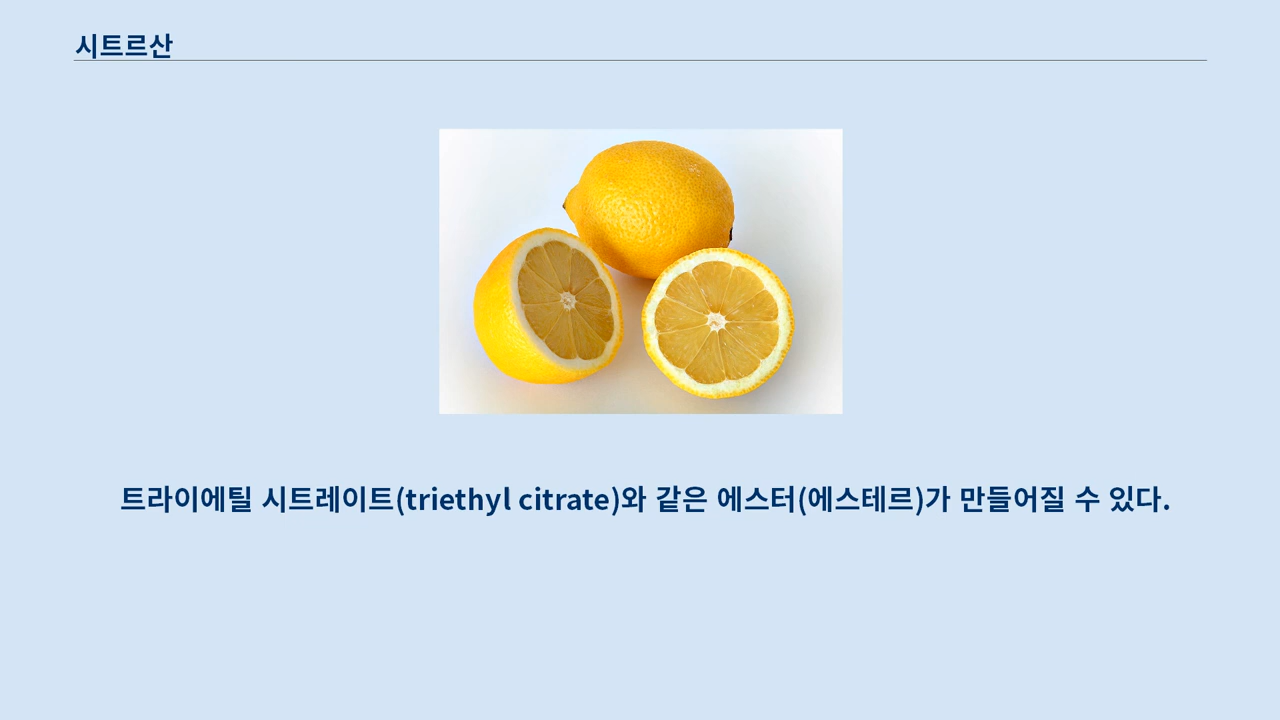 시트르산
트라이에틸 시트레이트(triethyl citrate)와 같은 에스터(에스테르)가 만들어질 수 있다.